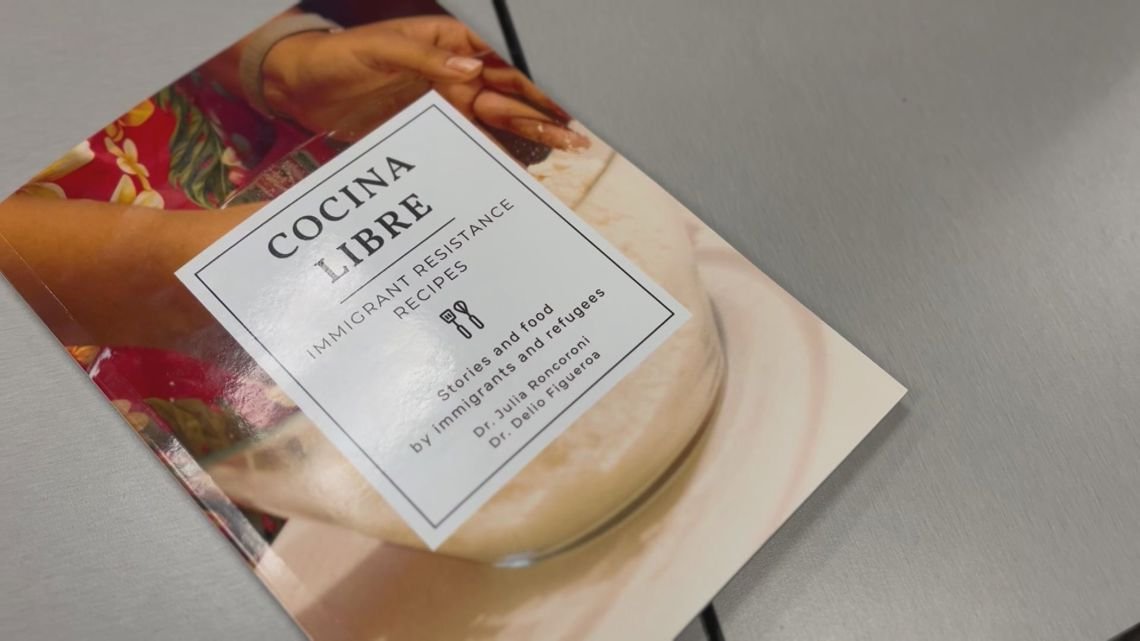 COCINA
LIBRE
IMMIGRANT RESISTANCE
RECIPES
Stories and food
by immigrants and refugees
Dr. Julia Roncoroni
Dr. Delio Figueroa